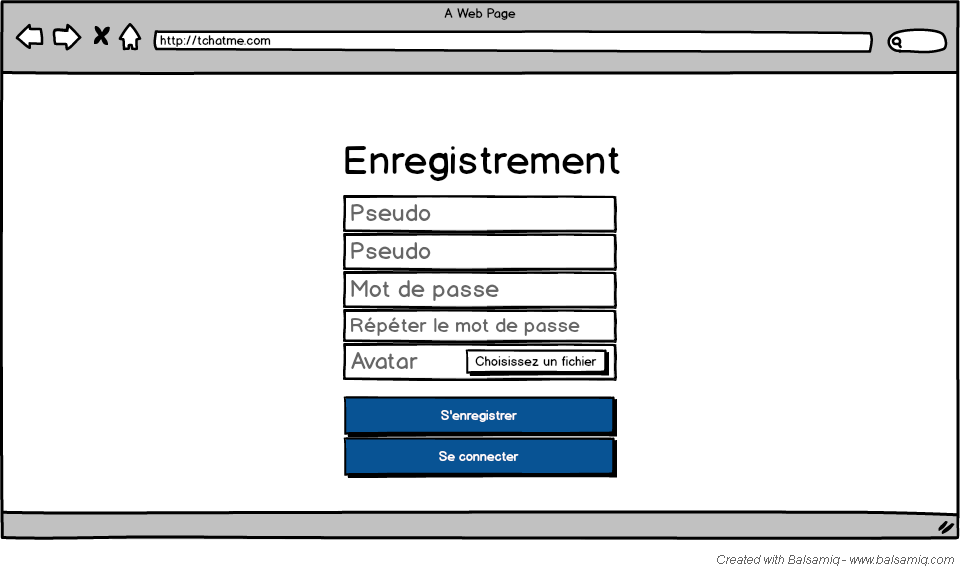 A Web Page
http://tchatme.com
Enregistrement
Pseudo
Pseudo
Mot de passe
Répéter le mot de passe
Avatar
Choisissez un fichier
S'enregistrer
Se connecter
Created with Balsamiq - www.balsamiq.com